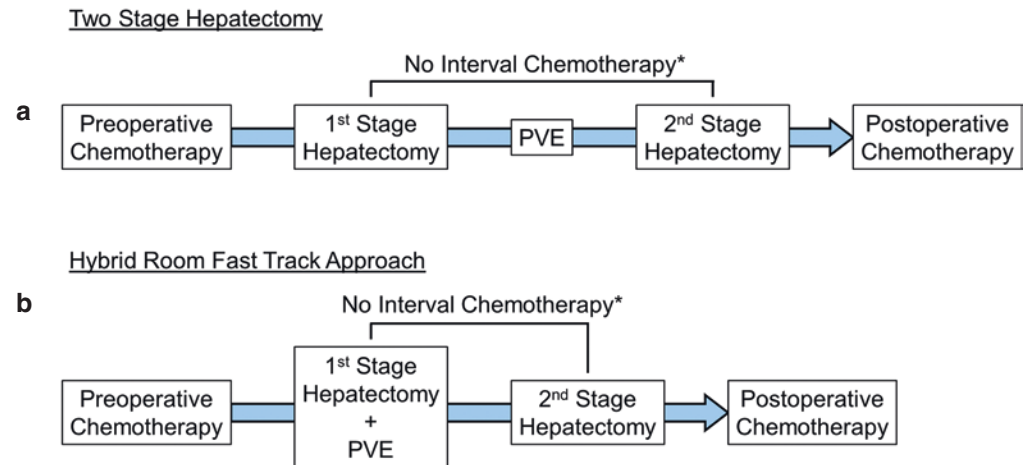 Two Stage Hepatectomy
No Interval Chemotherapy*
a
Preoperative
Chemotherapy
1st Stage
Hepatectomy
PVE
2nd Stage
Hepatectomy
Postoperative
Chemotherapy
Hybrid Room Fast Track Approach
b
No Interval Chemotherapy*
Preoperative
Chemotherapy
1st Stage
Hepatectomy
+
PVE
2nd Stage
Hepatectomy
Postoperative
Chemotherapy